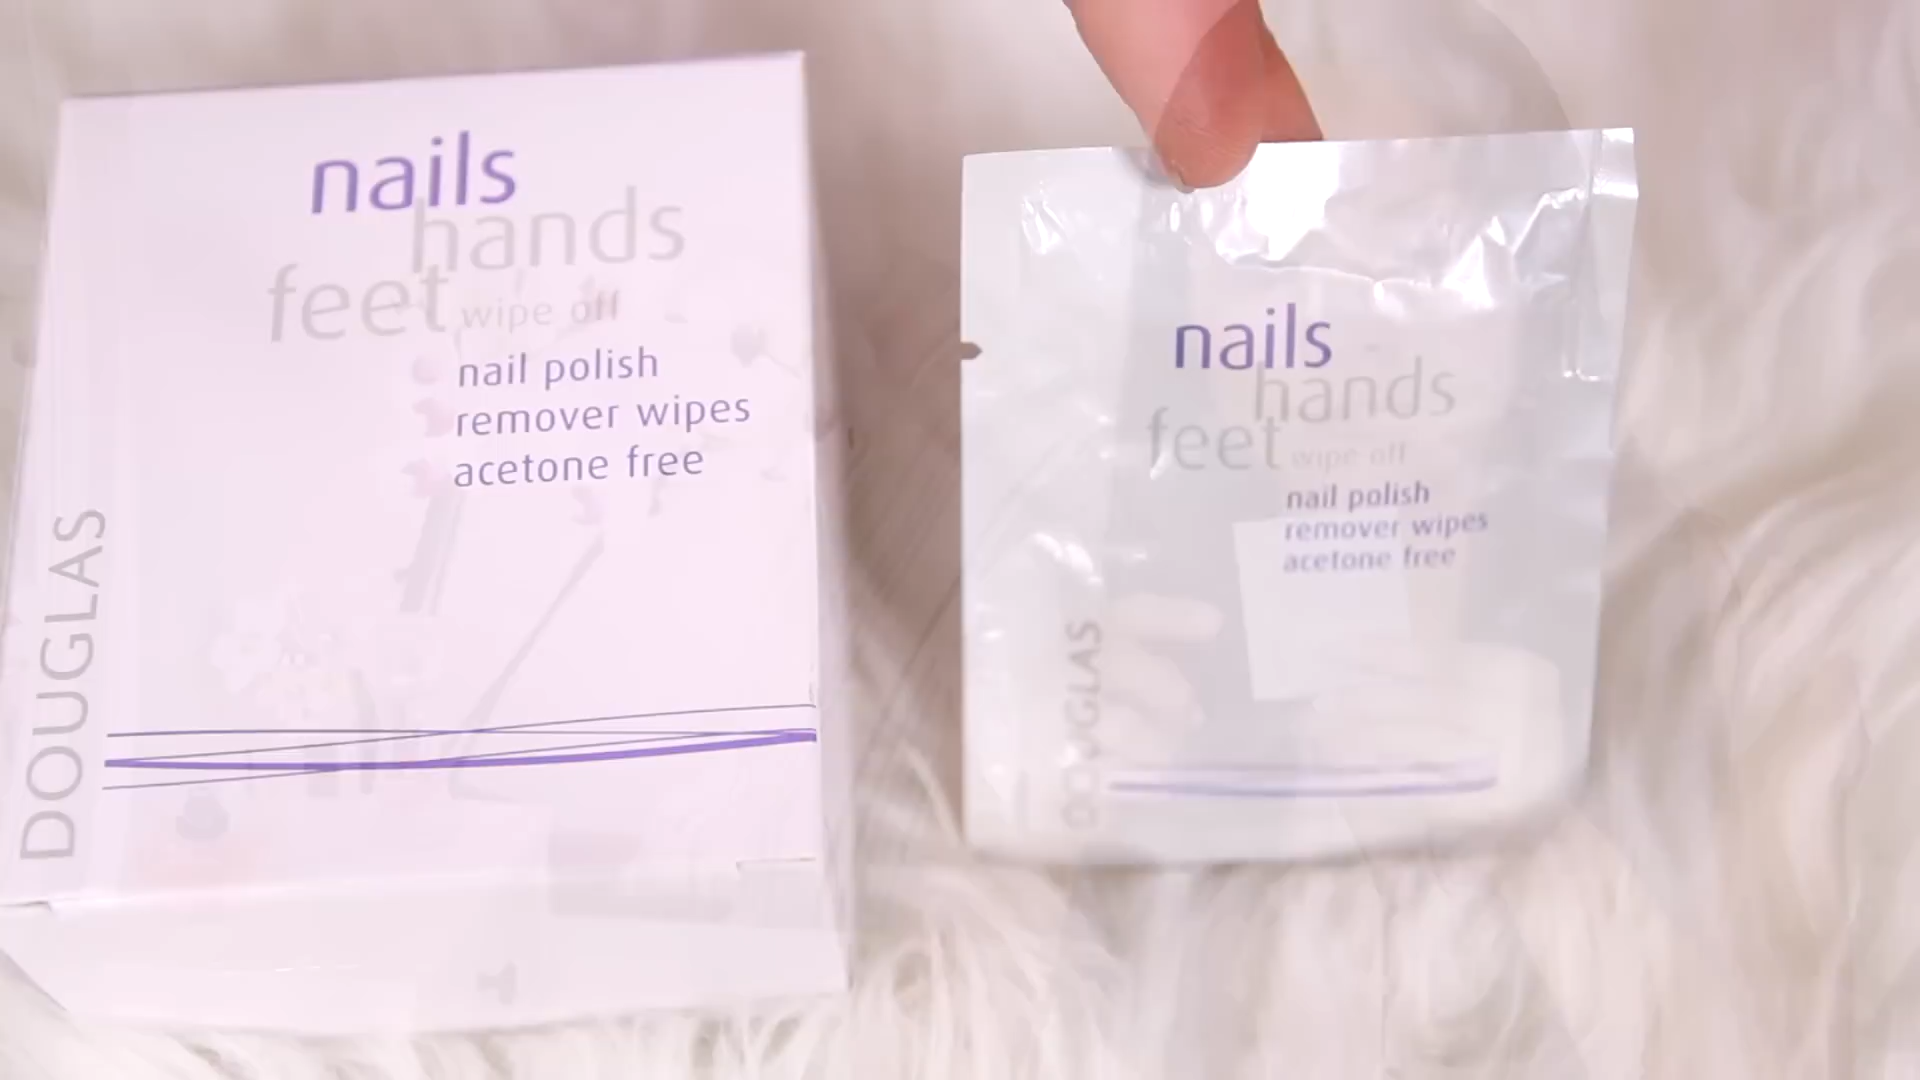 nails
hands
feet wipe off
nail polish
remover wipes
acetone free
DOUGLAS
nails
hands
feet wipe off
nail polish
remover wipes
acetone free
DOUGLAS